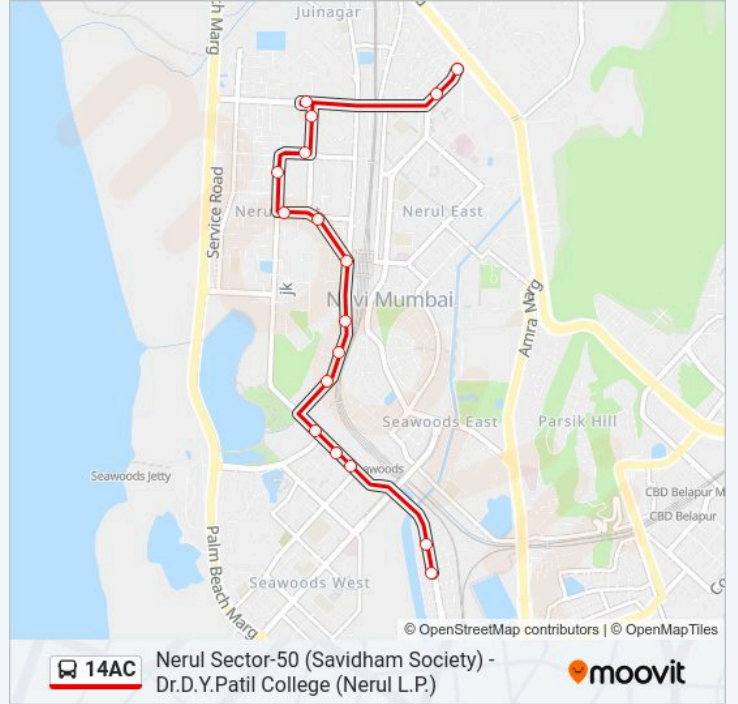 Juinagar
ch Marg
Service Road
Nerul East
jk
Navi Mumbai
Amra Marg
Seawoods East
Parsik Hill
Seawoods Jetty
CBD Belapur M
CBD Belapur
Palm Beach Marg
Seawoods West
© OpenStreetMap contributors | © OpenMapTiles
14AC
Nerul Sector-50 (Savidham Society) -
Dr.D.Y.Patil College (Nerul L.P.)
moovit